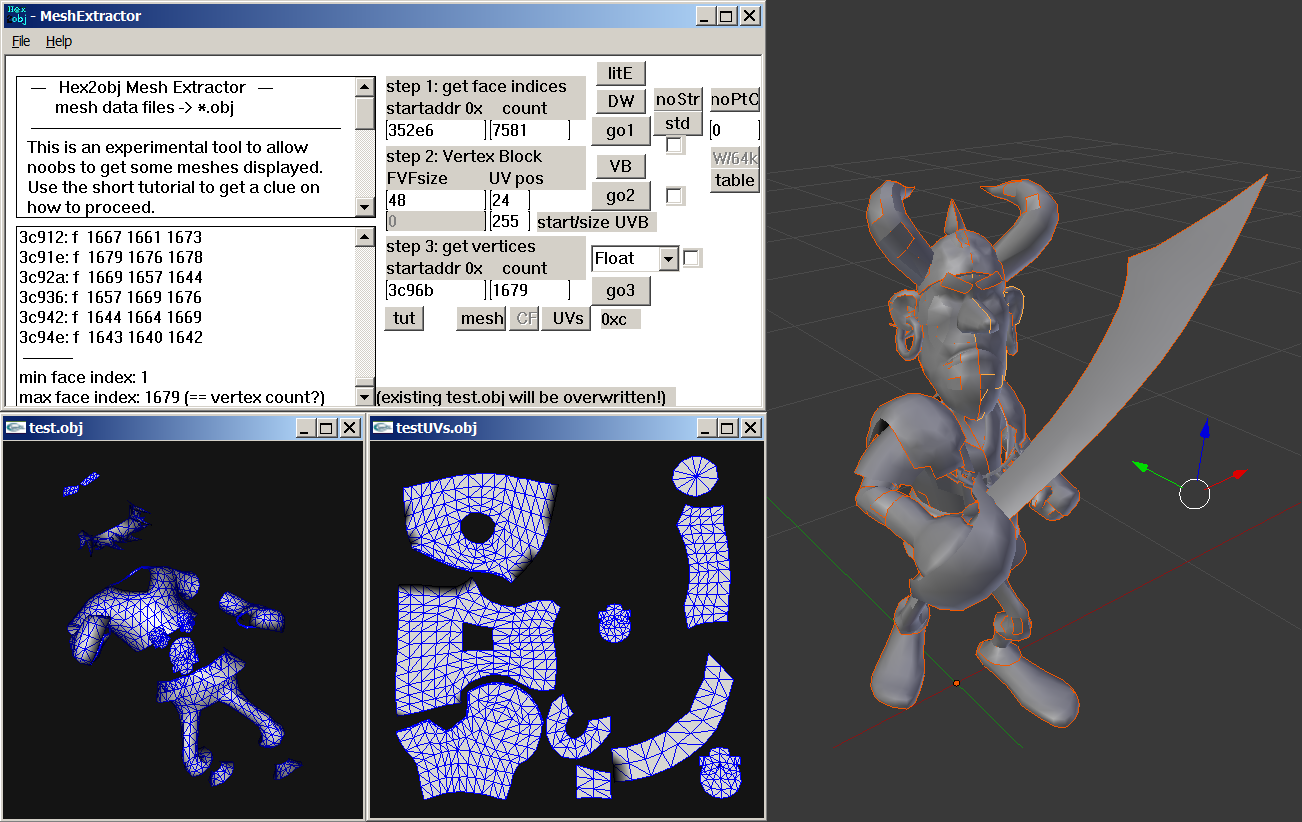 Hex obj - MeshExtractor
File Help
— Hex2obj Mesh Extractor —
mesh data files -> *.obj
This is an experimental tool to allow
noobs to get some meshes displayed.
Use the short tutorial to get a clue on
how to proceed.
3c912: f 1667 1661 1673
3c91e: f 1679 1676 1678
3c92a: f 1669 1657 1644
3c936: f 1657 1669 1676
3c942: f 1644 1664 1669
3c94e: f 1643 1640 1642
min face index: 1
max face index: 1679 (== vertex count?)
step 1: get face indices
startaddr 0x count
352e6 7581
litE
DW
go1
noStr
std
noPtC
0
W/64k
table
step 2: Vertex Block
FVFsize UV pos
48 24
0 255 start/size UVB
VB
go2
step 3: get vertices
startaddr 0x count
3c96b 1679
Float
go3
tut mesh CF UVs 0xc
(existing test.obj will be overwritten!)
test.obj
testUVs.obj